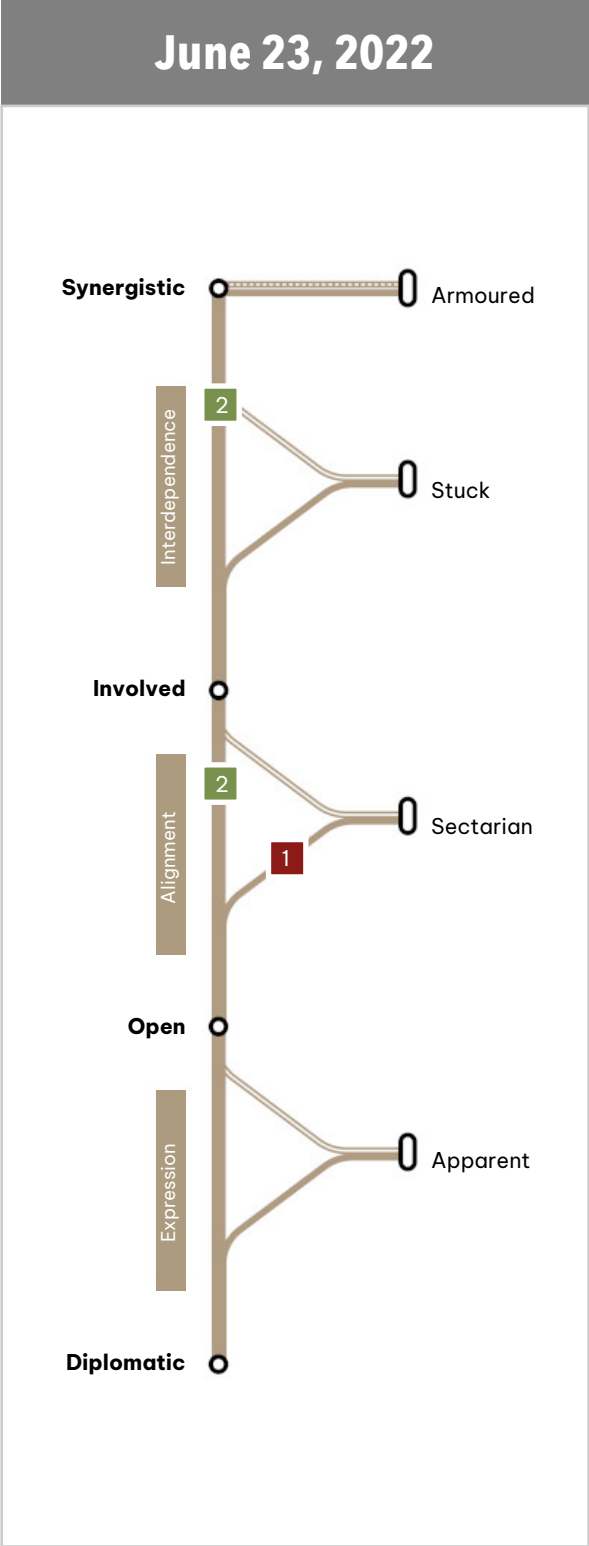 June 23, 2022
Synergistic
Armoured
2
Interdependence
Stuck
Involved
2
Alignment
Sectarian
1
Open
Expression
Apparent
Diplomatic